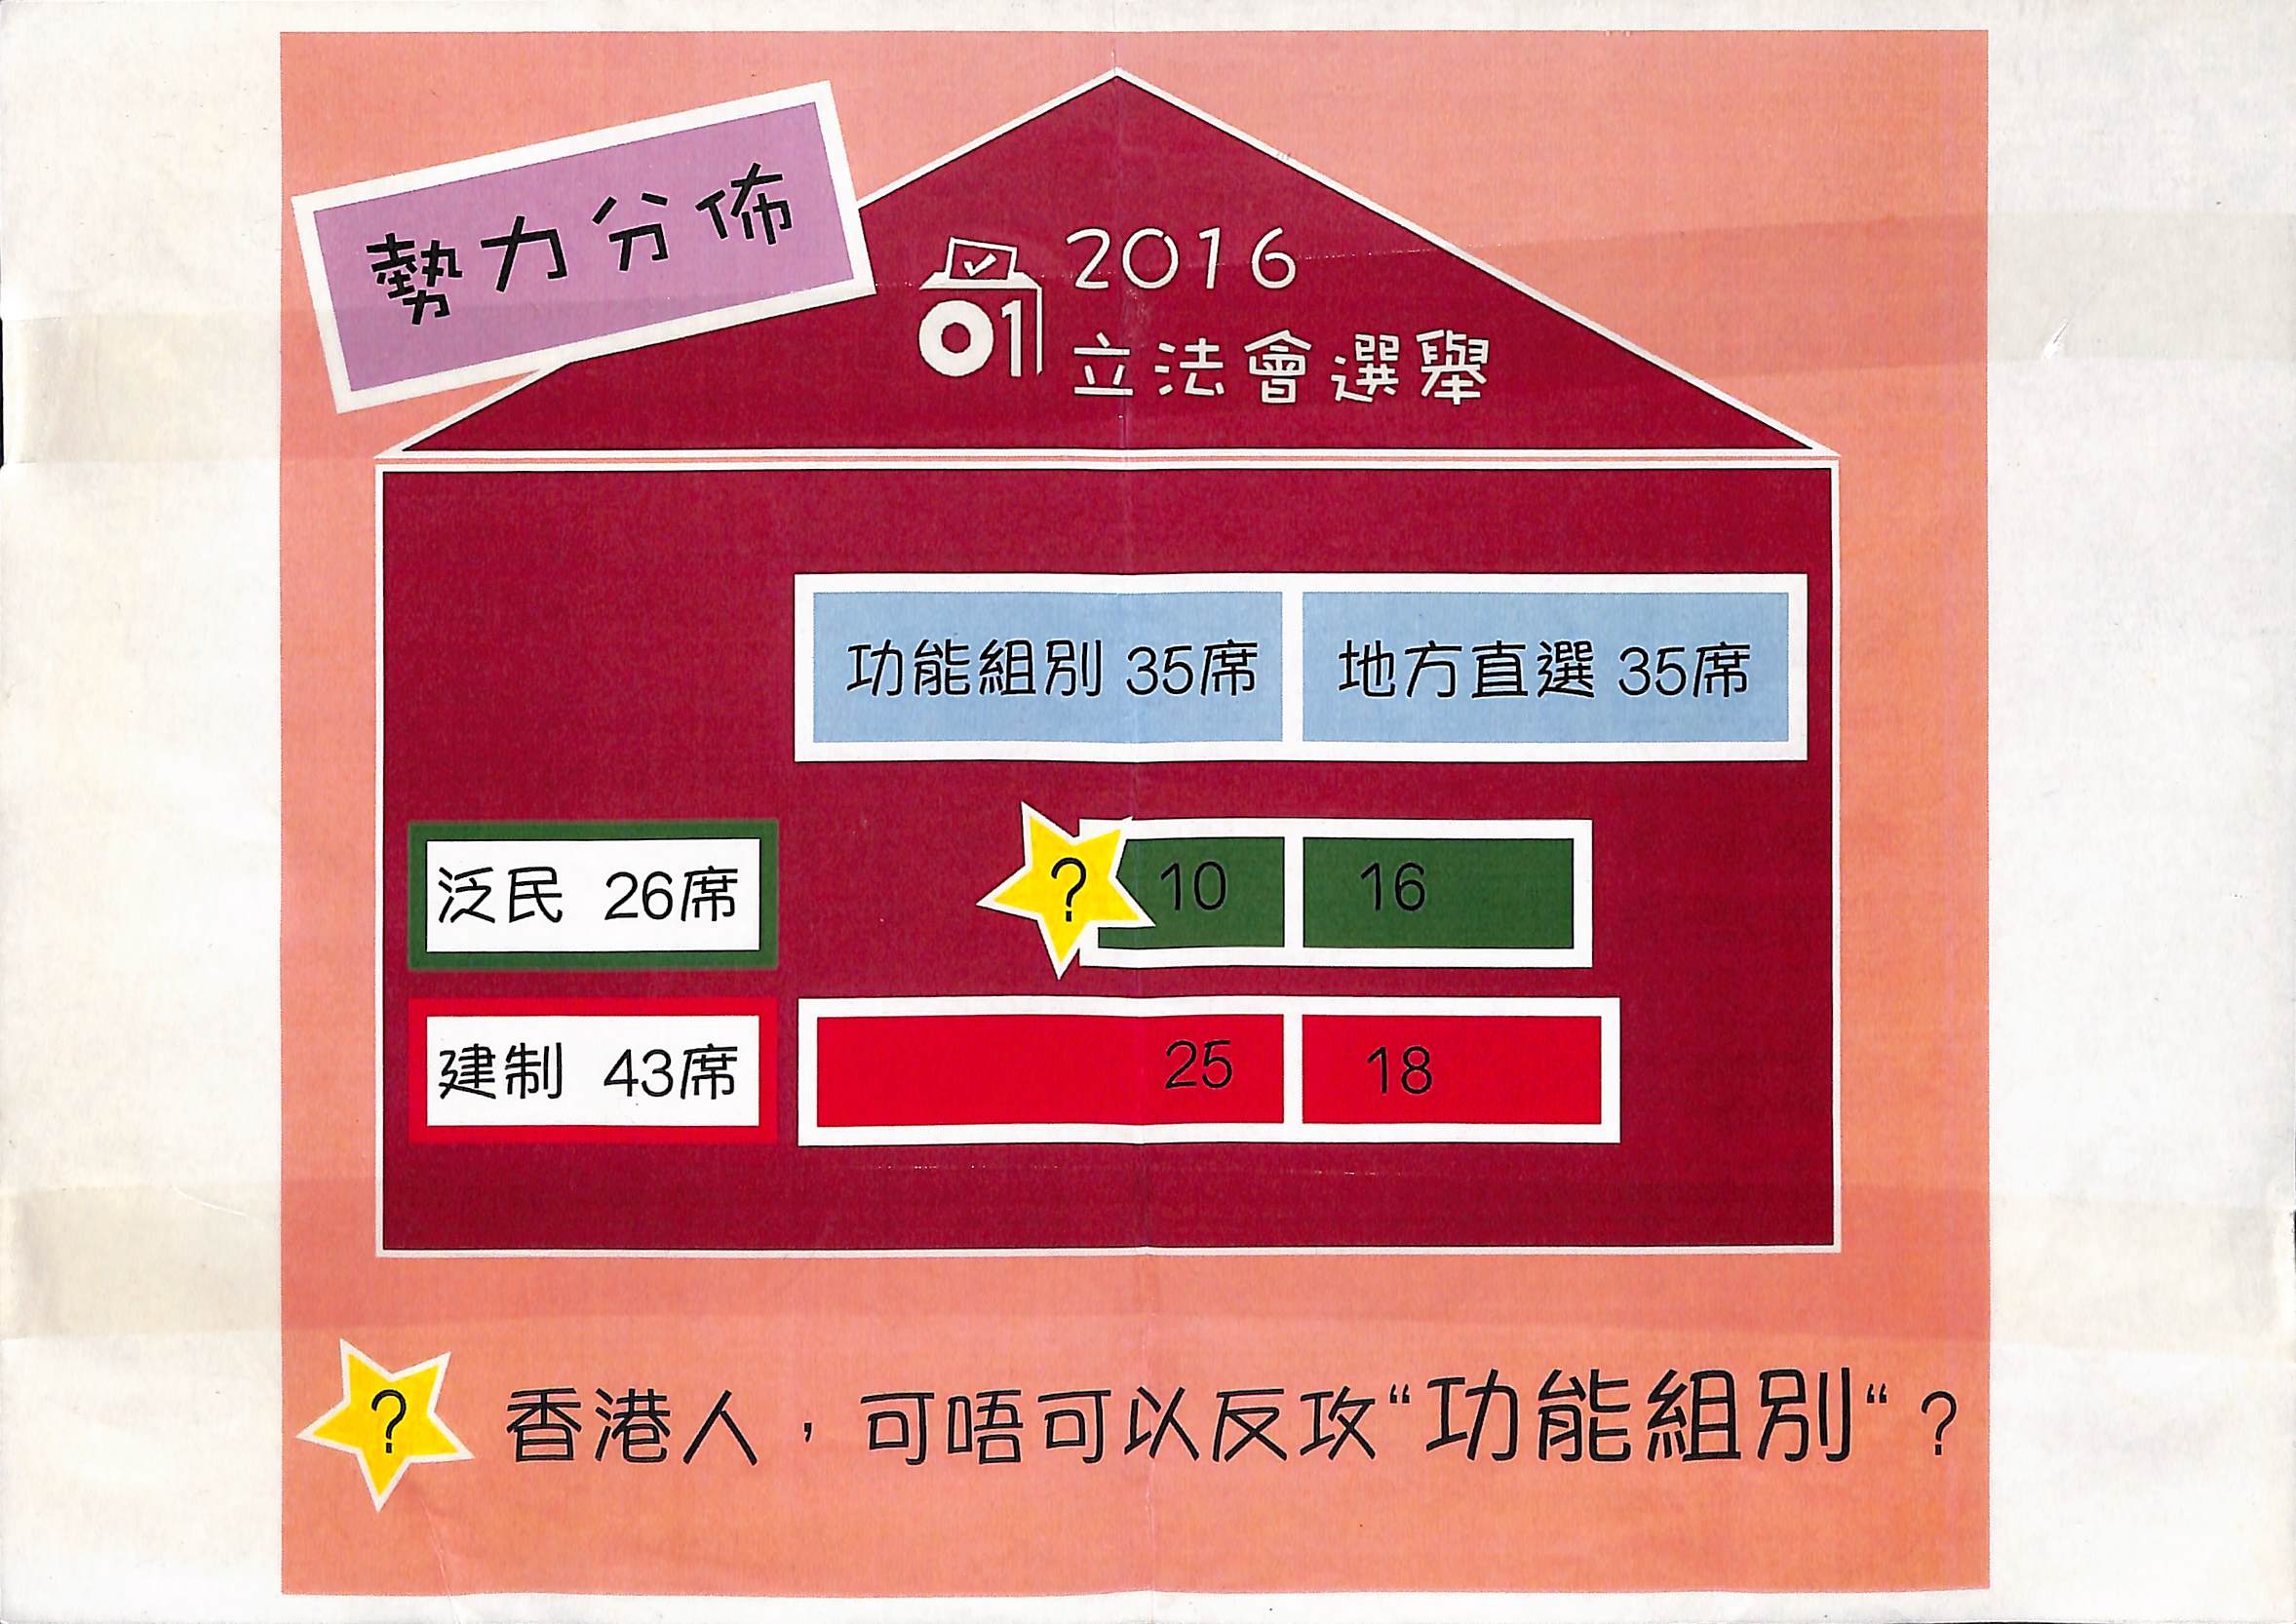 勢力分佈
2016
01
立法會選舉
功能組別 35席 地方直選 35席
泛民 26席 ? 10 16
建制 43席 25 18
? 香港人，可唔可以反攻“功能組別“？